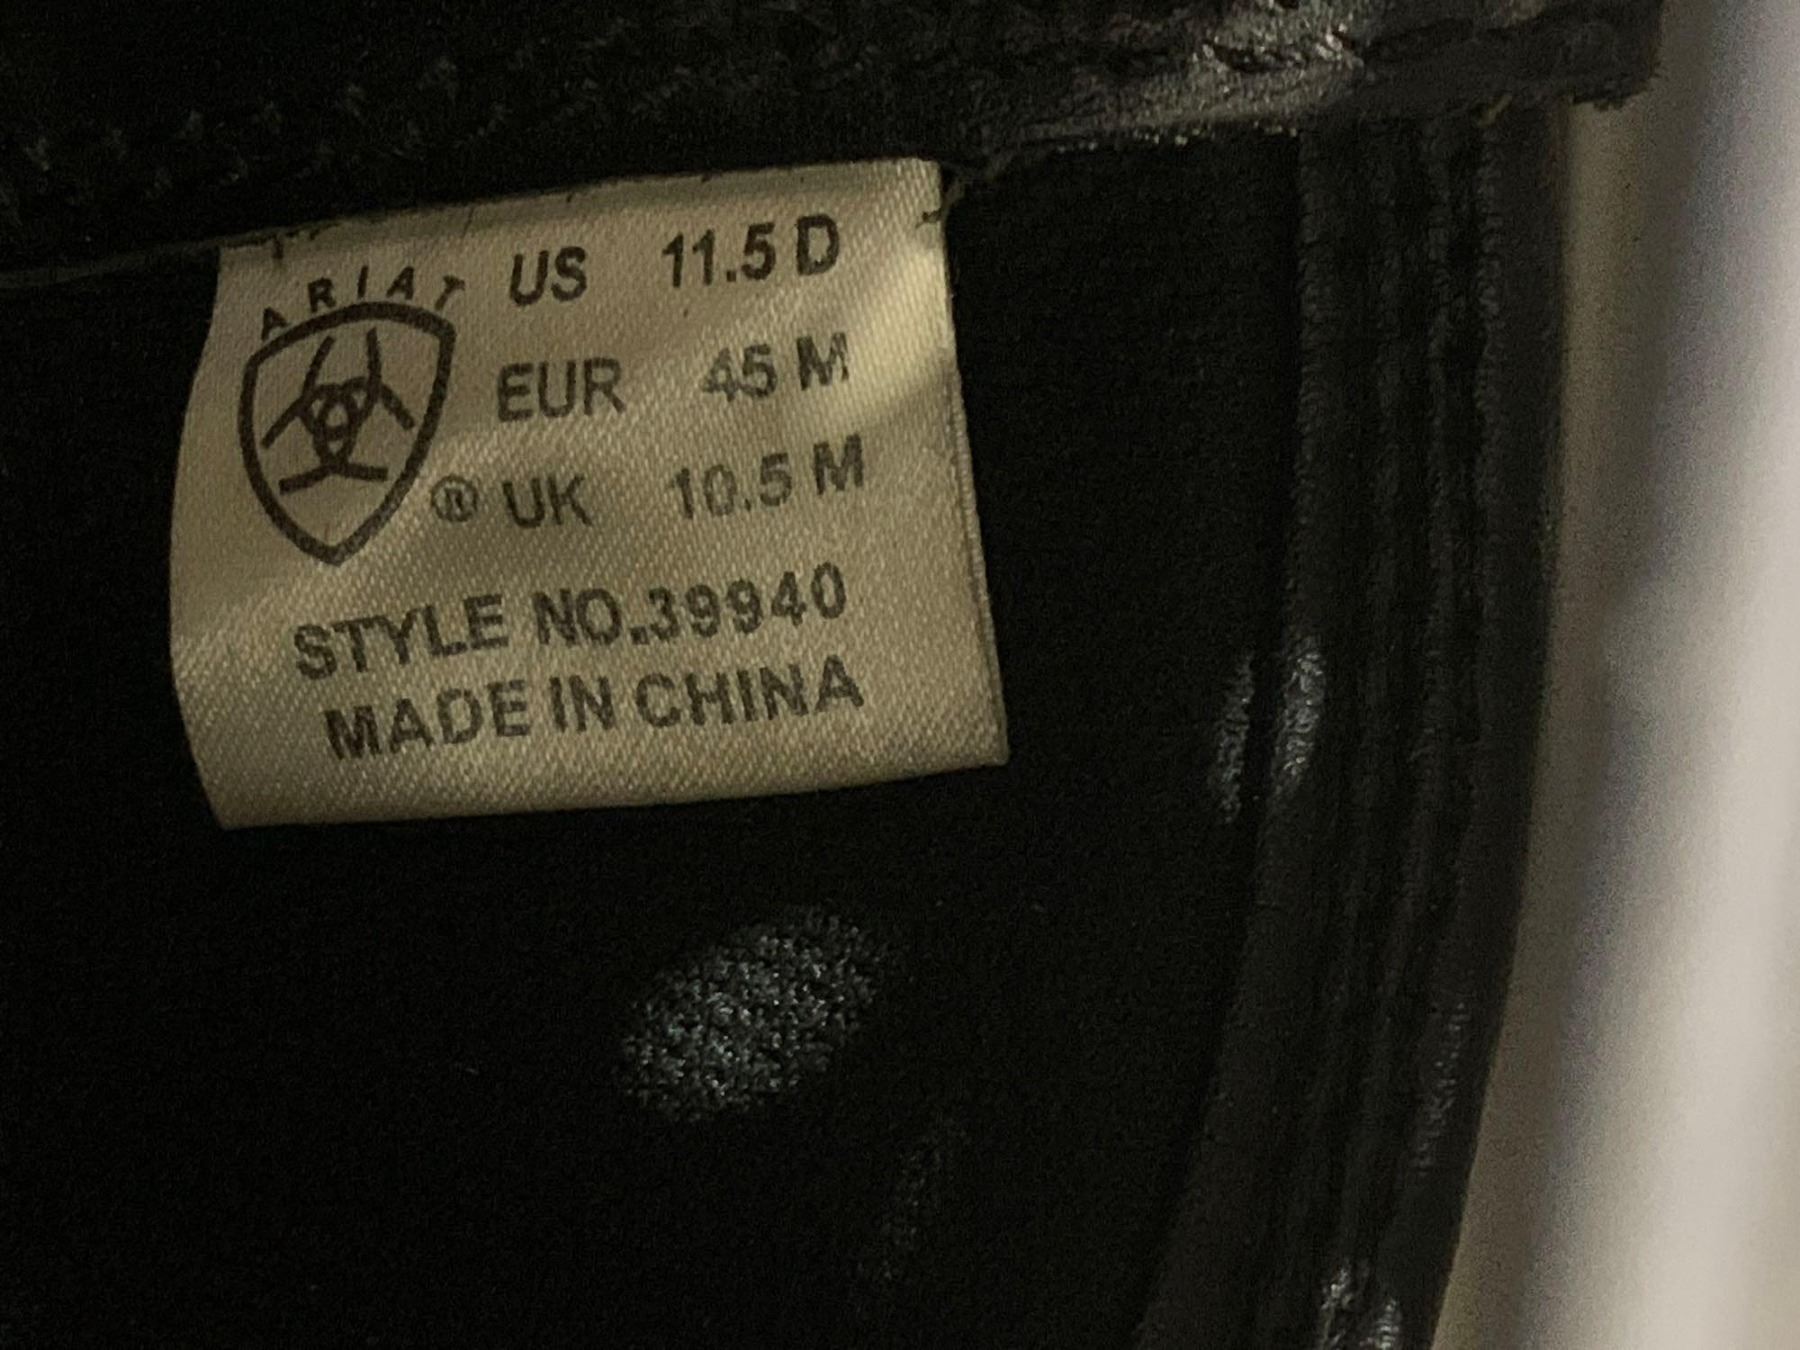 ARIAT US 11.5 D
EUR 45 M
® UK 10.5 M
STYLE NO.39940
MADE IN CHINA